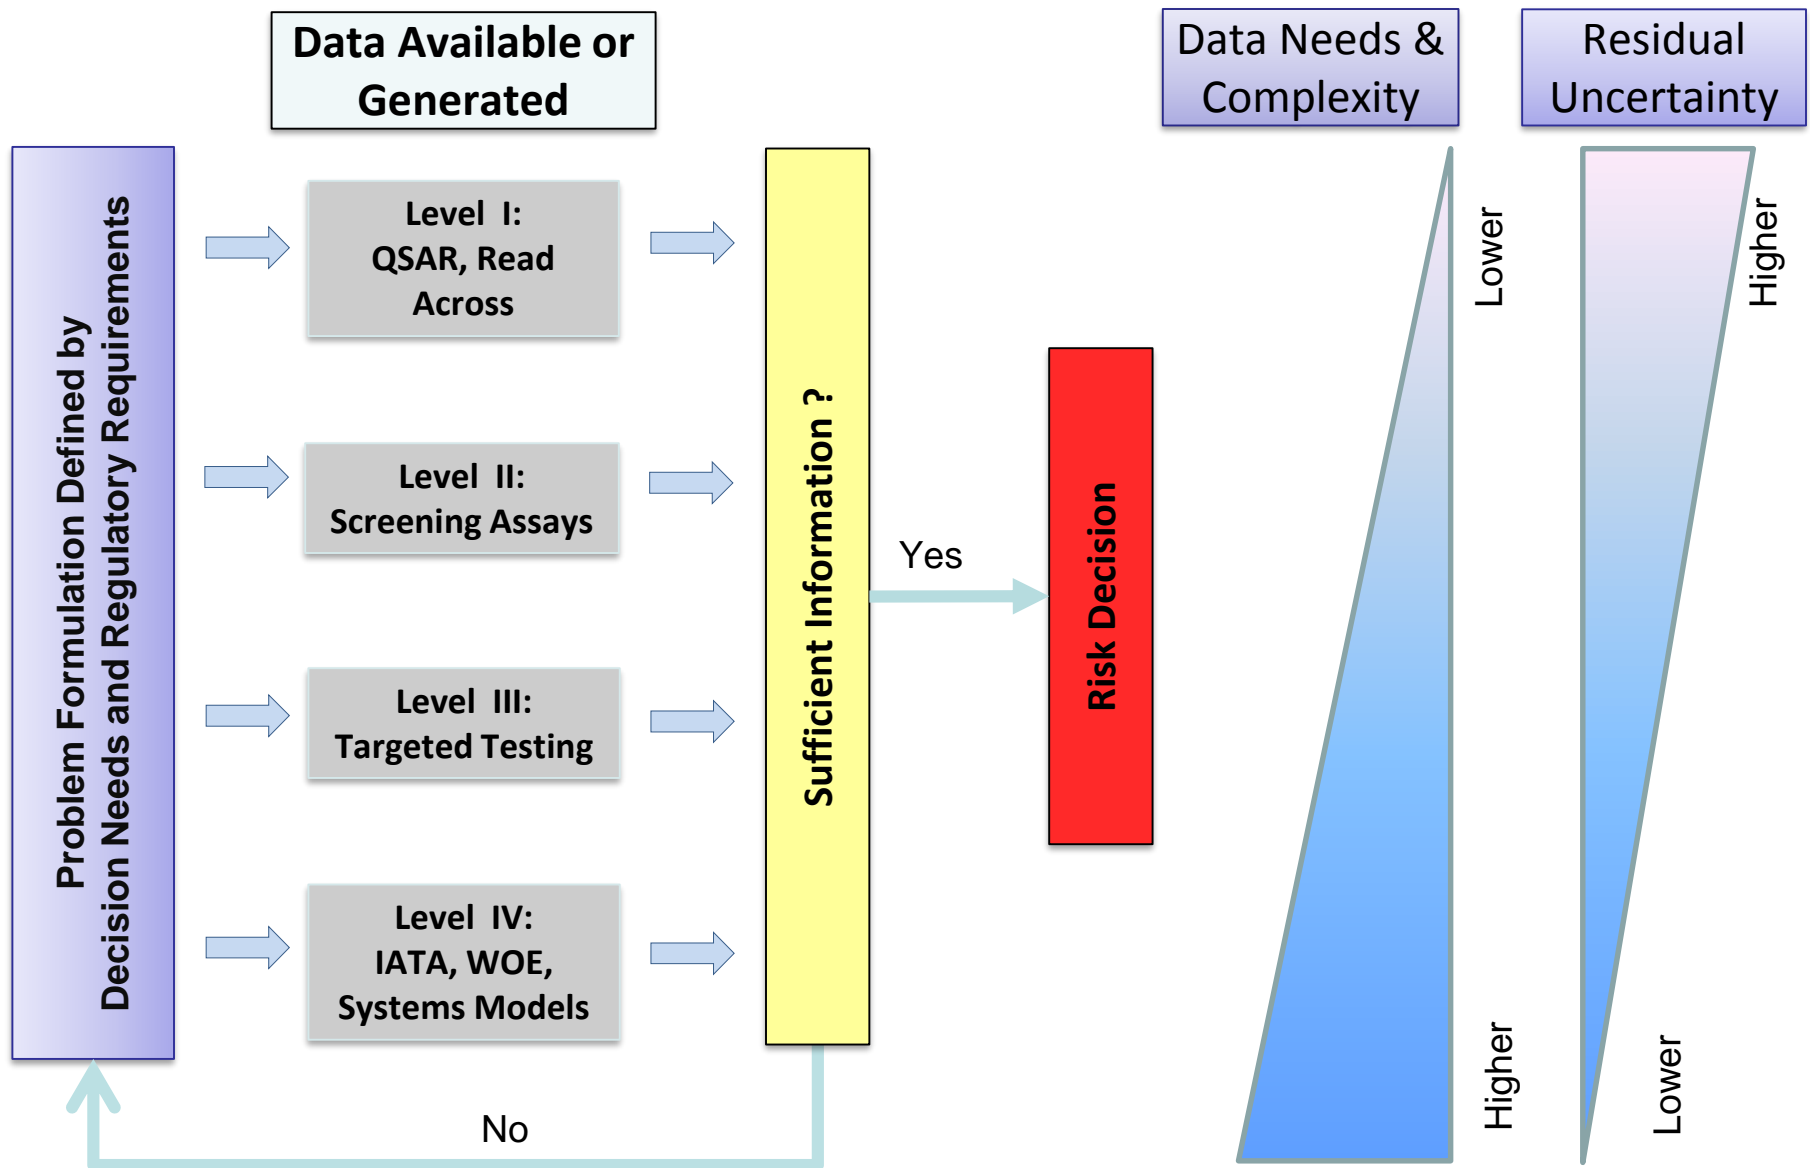 Data Available or
Generated
Data Needs &
Complexity
Residual
Uncertainty
Problem Formulation Defined by
Decision Needs and Regulatory Requirements
Level I:
QSAR, Read
Across
Level II:
Screening Assays
Level III:
Targeted Testing
Level IV:
IATA, WOE,
Systems Models
Sufficient Information ?
Yes
No
Risk Decision
Lower
Higher
Higher
Lower